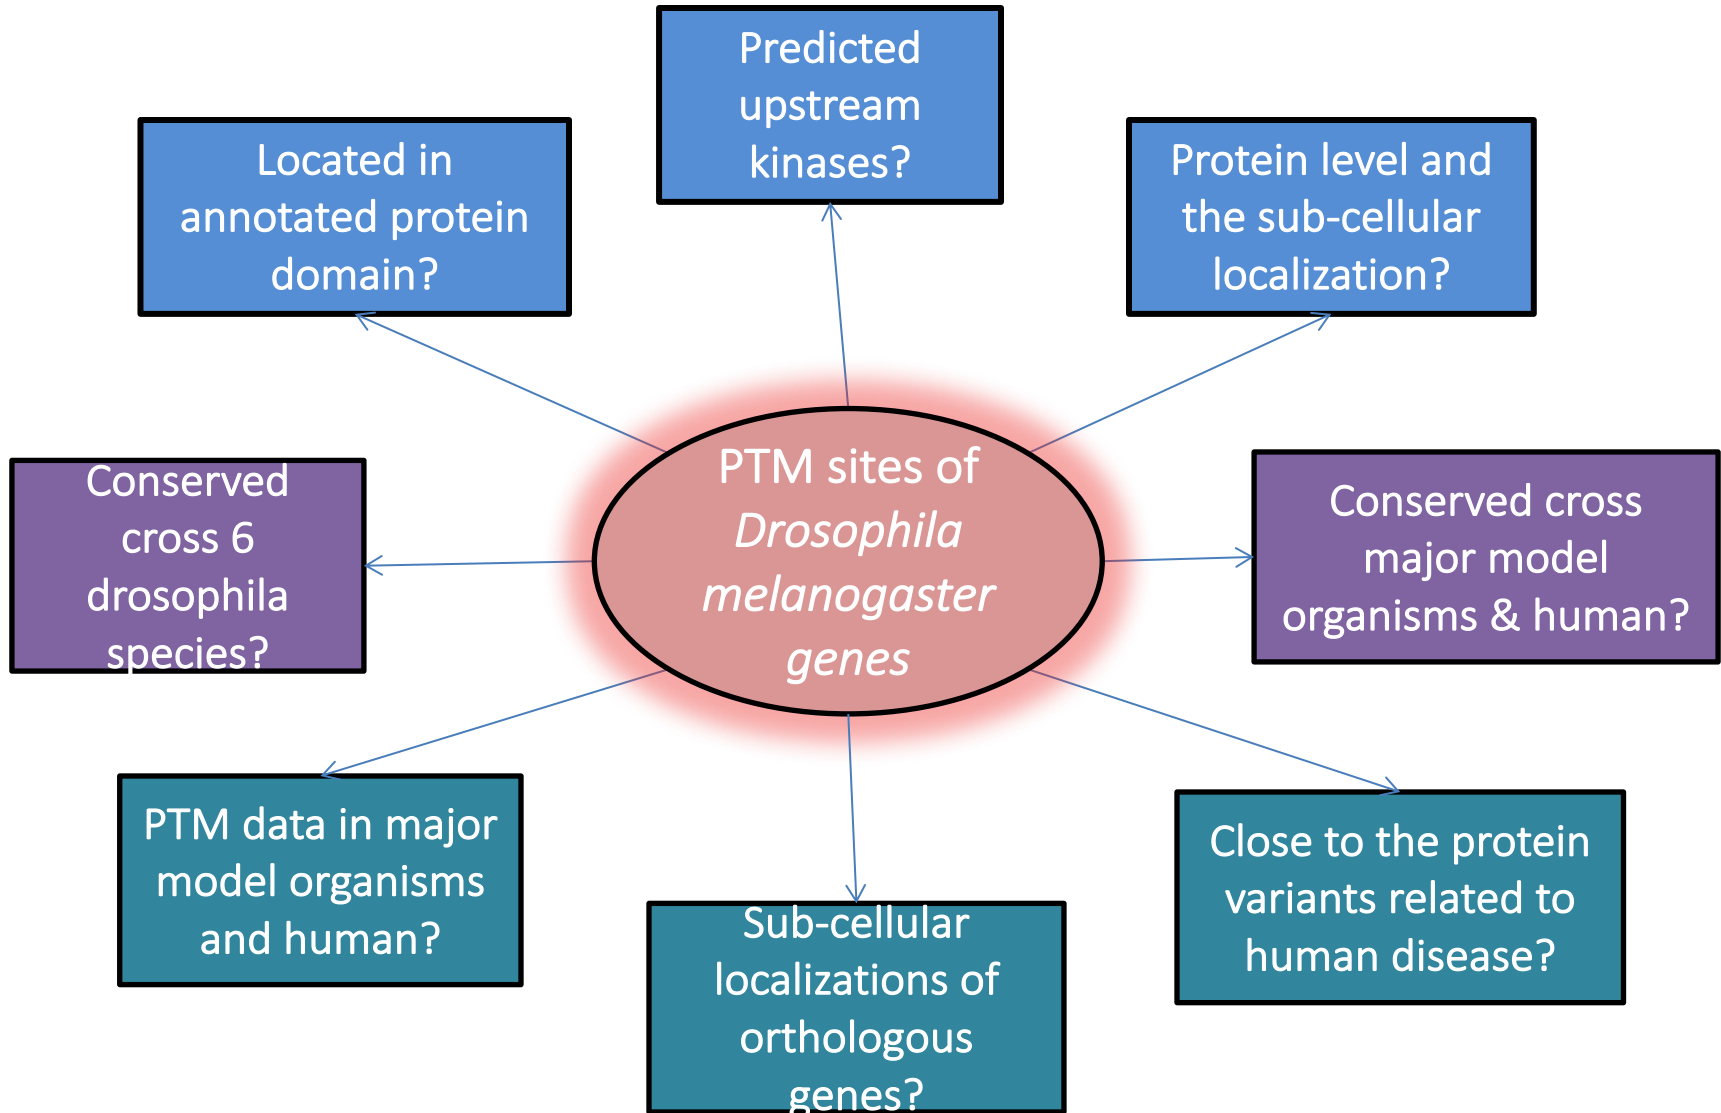 Predicted
upstream
kinases?
Located in
annotated protein
domain?
Protein level and
the sub-cellular
localization?
PTM sites of
Drosophila
melanogaster
genes
Conserved
cross 6
drosophila
species?
Conserved cross
major model
organisms & human?
PTM data in major
model organisms
and human?
Sub-cellular
localizations of
orthologous
genes?
Close to the protein
variants related to
human disease?